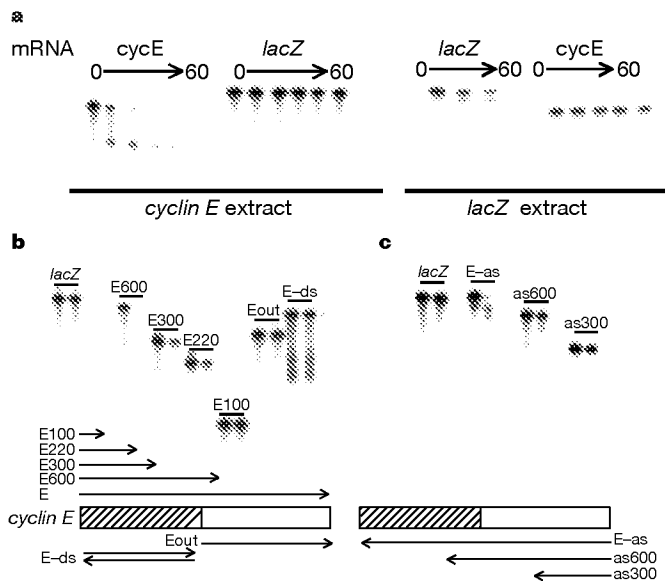 a
mRNA cycE lacZ lacZ cycE
0 60 0 60 0 60 0 60
cyclin E extract lacZ extract
b c
lacZ E600 E300 E220 E100 Eout E–ds
lacZ E–as as600 as300
E100
E220
E300
E600
E
cyclin E
Eout E–as
E–ds as600
as300